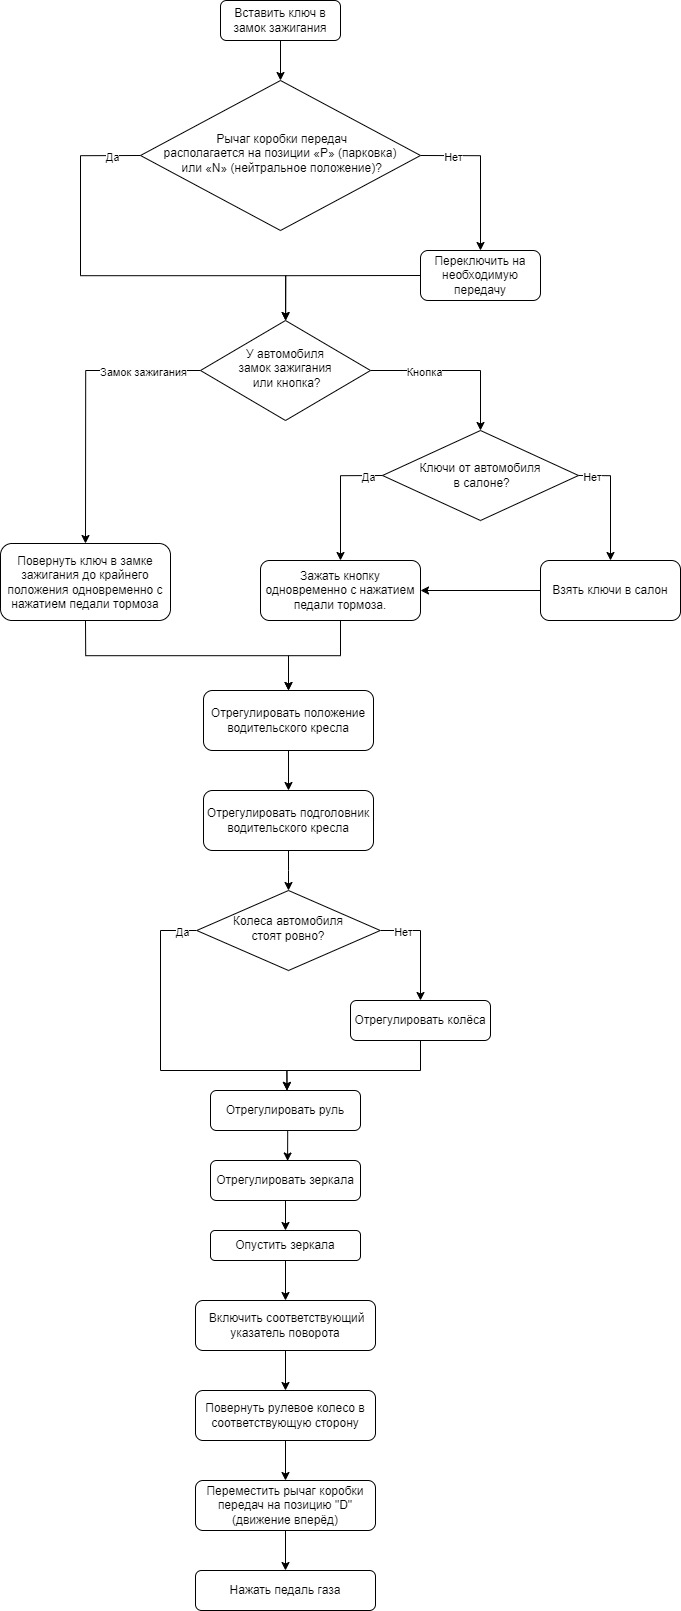 Вставить ключ в
замок зажигания
Рычаг коробки передач
располагается на позиции «P» (парковка)
или «N» (нейтральное положение)?
Да
Нет
Переключить на
необходимую
передачу
У автомобиля
замок зажигания
или кнопка?
Замок зажигания
Кнопка
Ключи от автомобиля
в салоне?
Да
Нет
Повернуть ключ в замке
зажигания до крайнего
положения одновременно с
нажатием педали тормоза
Зажать кнопку
одновременно с нажатием
педали тормоза.
Взять ключи в салон
Отрегулировать положение
водительского кресла
Отрегулировать подголовник
водительского кресла
Колеса автомобиля
стоят ровно?
Да
Нет
Отрегулировать колёса
Отрегулировать руль
Отрегулировать зеркала
Опустить зеркала
Включить соответствующий
указатель поворота
Повернуть рулевое колесо в
соответствующую сторону
Переместить рычаг коробки
передач на позицию "D"
(движение вперёд)
Нажать педаль газа